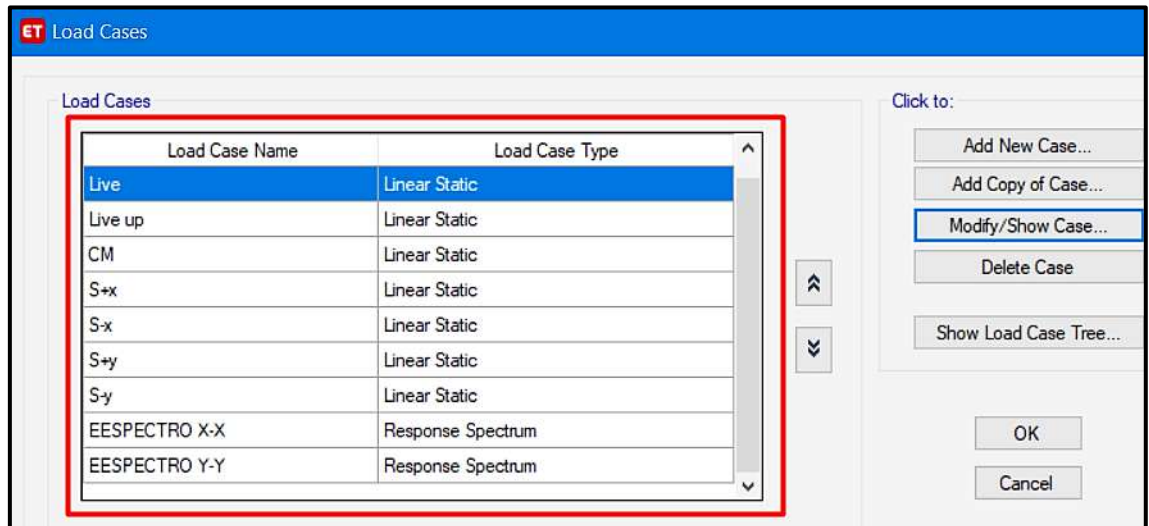 ET Load Cases
Load Cases
Click to:
Load Case Name Load Case Type
Live Linear Static
Live up Linear Static
CM Linear Static
S+x Linear Static
S-x Linear Static
S+y Linear Static
S-y Linear Static
EESPECTRO X-X Response Spectrum
EESPECTRO Y-Y Response Spectrum
Add New Case...
Add Copy of Case...
Modify/Show Case...
Delete Case
Show Load Case Tree...
OK
Cancel